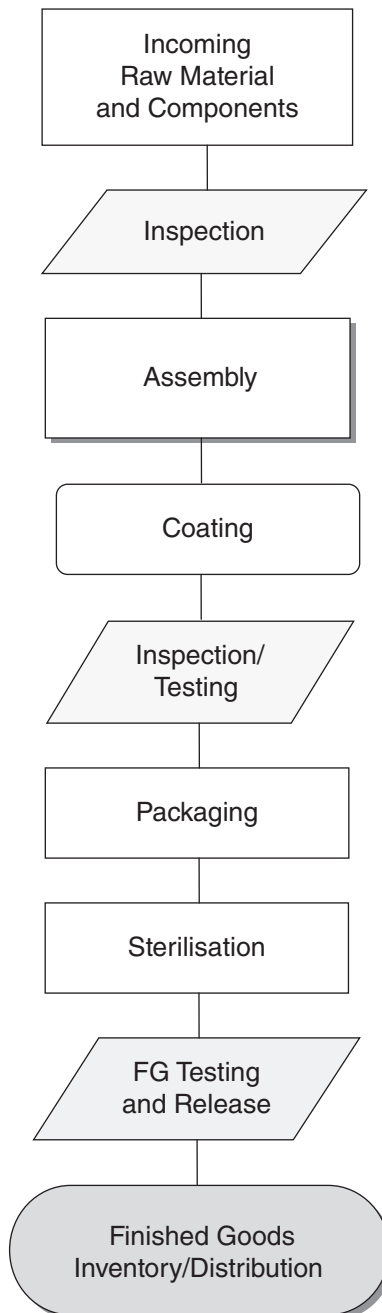 Incoming
Raw Material
and Components
Inspection
Assembly
Coating
Inspection/
Testing
Packaging
Sterilisation
FG Testing
and Release
Finished Goods
Inventory/Distribution